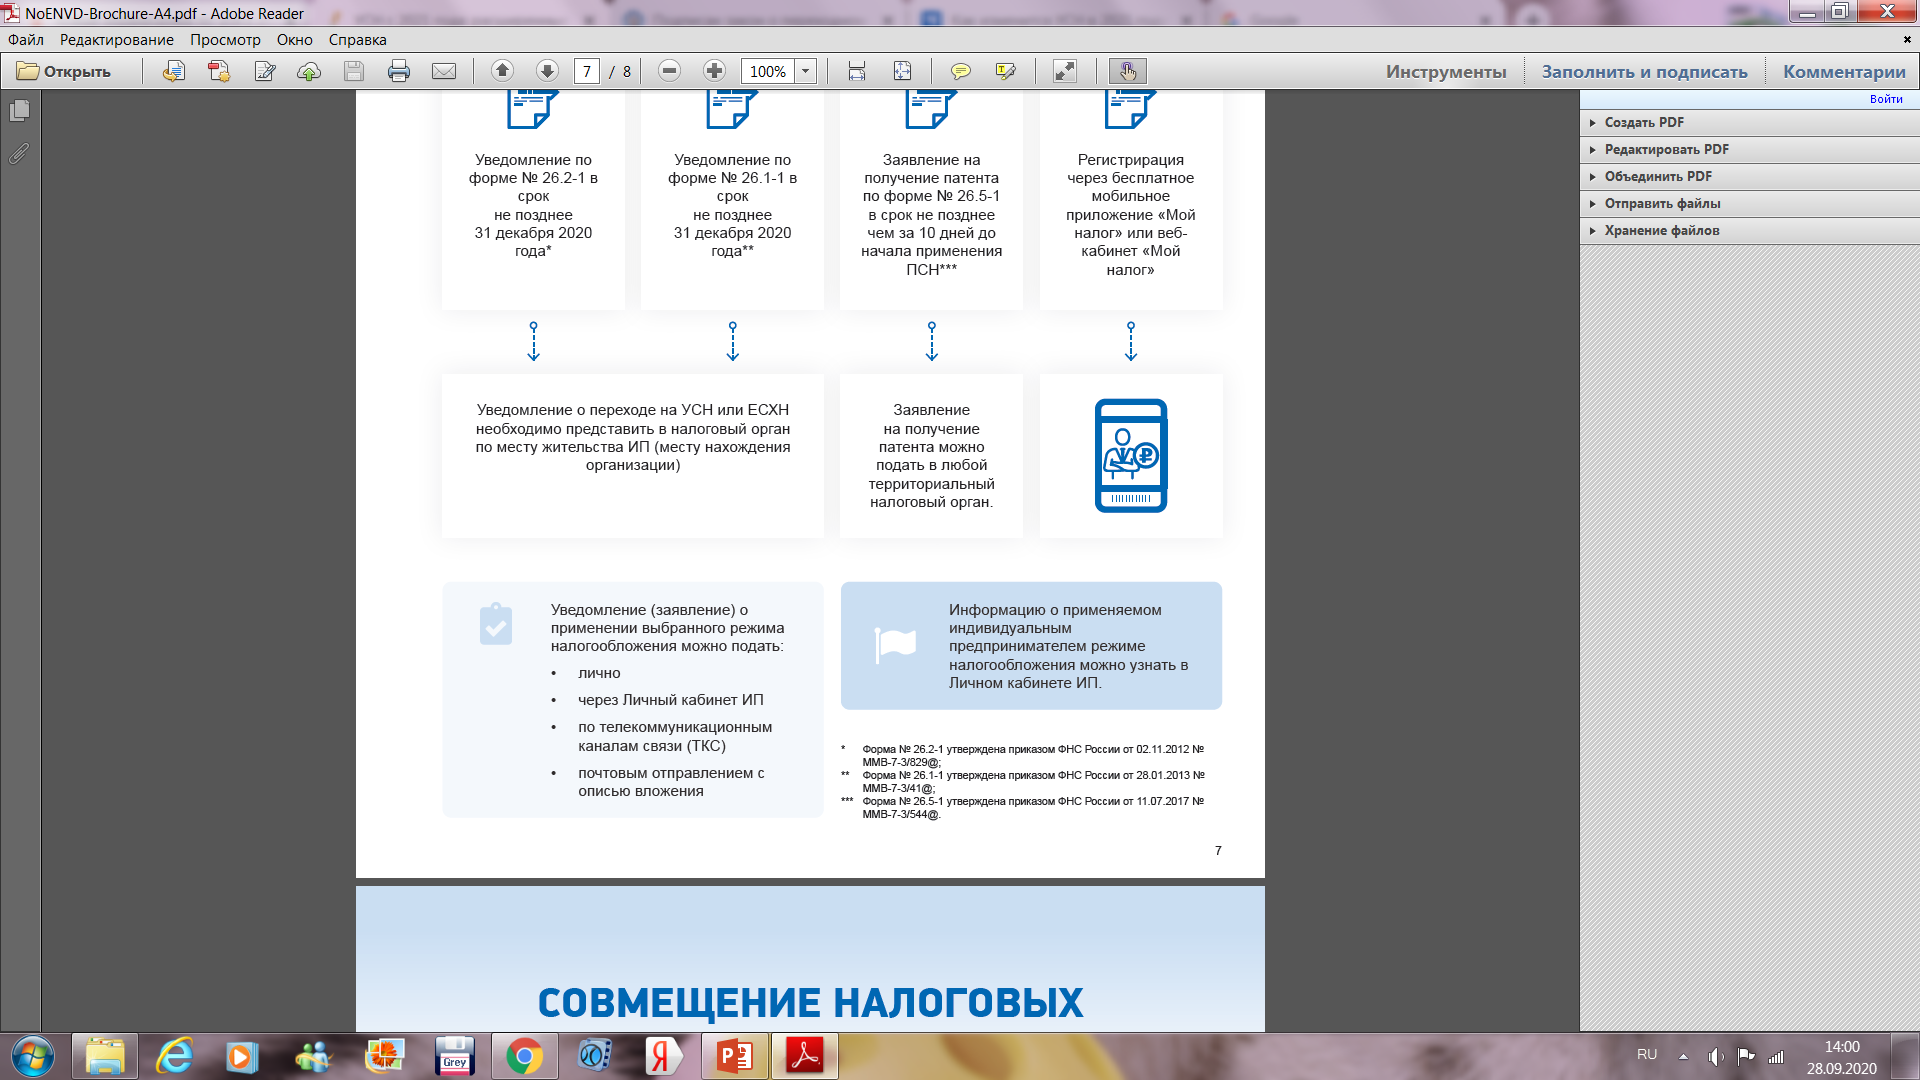 NoENVD-Brochure-A4.pdf - Adobe Reader
Файл Редактирование Просмотр Окно Справка
Открыть 7 / 8 100% Инструменты Заполнить и подписать Комментарии
Войти
Создать PDF
Редактировать PDF
Объединить PDF
Отправить файлы
Хранение файлов
Уведомление по
форме № 26.2-1 в
срок
не позднее
31 декабря 2020
года*
Уведомление по
форме № 26.1-1 в
срок
не позднее
31 декабря 2020
года**
Заявление на
получение патента
по форме № 26.5-1
в срок не позднее
чем за 10 дней до
начала применения
ПСН***
Регистрирация
через бесплатное
мобильное
приложение «Мой
налог» или веб-
кабинет «Мой
налог»
Уведомление о переходе на УСН или ЕСХН
необходимо представить в налоговый орган
по месту жительства ИП (месту нахождения
организации)
Заявление
на получение
патента можно
подать в любой
территориальный
налоговый орган.
Уведомление (заявление) о
применении выбранного режима
налогообложения можно подать:
• лично
• через Личный кабинет ИП
• по телекоммуникационным
каналам связи (ТКС)
• почтовым отправлением с
описью вложения
Информацию о применяемом
индивидуальным
предпринимателем режиме
налогообложения можно узнать в
Личном кабинете ИП.
* Форма № 26.2-1 утверждена приказом ФНС России от 02.11.2012 №
ММВ-7-3/829@;
** Форма № 26.1-1 утверждена приказом ФНС России от 28.01.2013 №
ММВ-7-3/41@;
*** Форма № 26.5-1 утверждена приказом ФНС России от 11.07.2017 №
ММВ-7-3/544@.
7
СОВМЕЩЕНИЕ НАЛОГОВЫХ
Grey
Я
RU
14:00
28.09.2020